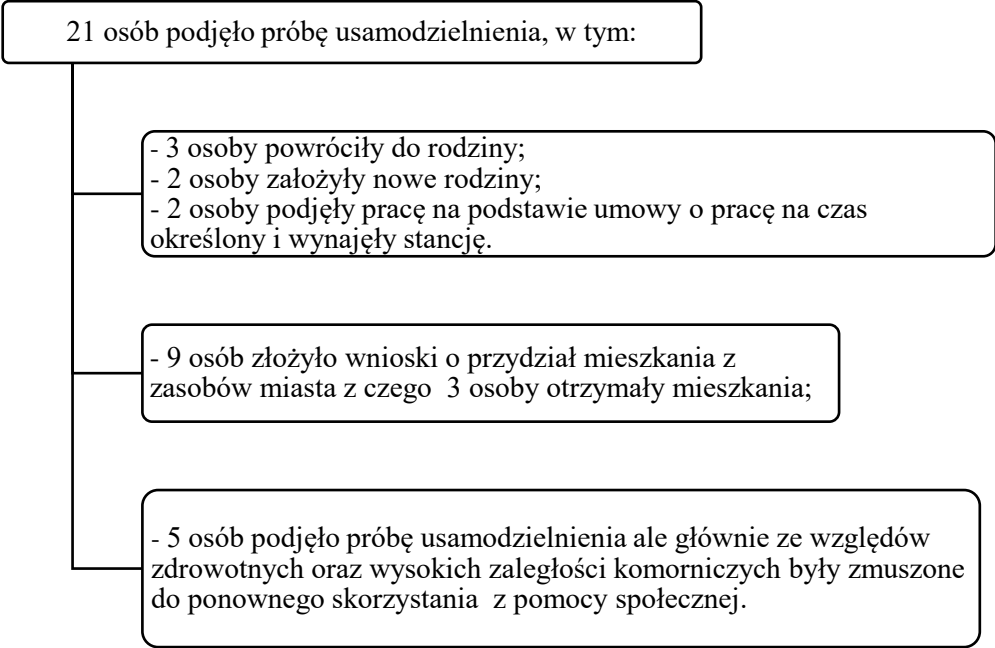 21 osób podjęło próbę usamodzielnienia, w tym:
- 3 osoby powróciły do rodziny;
- 2 osoby założyły nowe rodziny;
- 2 osoby podjęły pracę na podstawie umowy o pracę na czas
określony i wynajęły stancję.
- 9 osób złożyło wnioski o przydział mieszkania z
zasobów miasta z czego  3 osoby otrzymały mieszkania;
- 5 osób podjęło próbę usamodzielnienia ale głównie ze względów
zdrowotnych oraz wysokich zaległości komorniczych były zmuszone
do ponownego skorzystania  z pomocy społecznej.